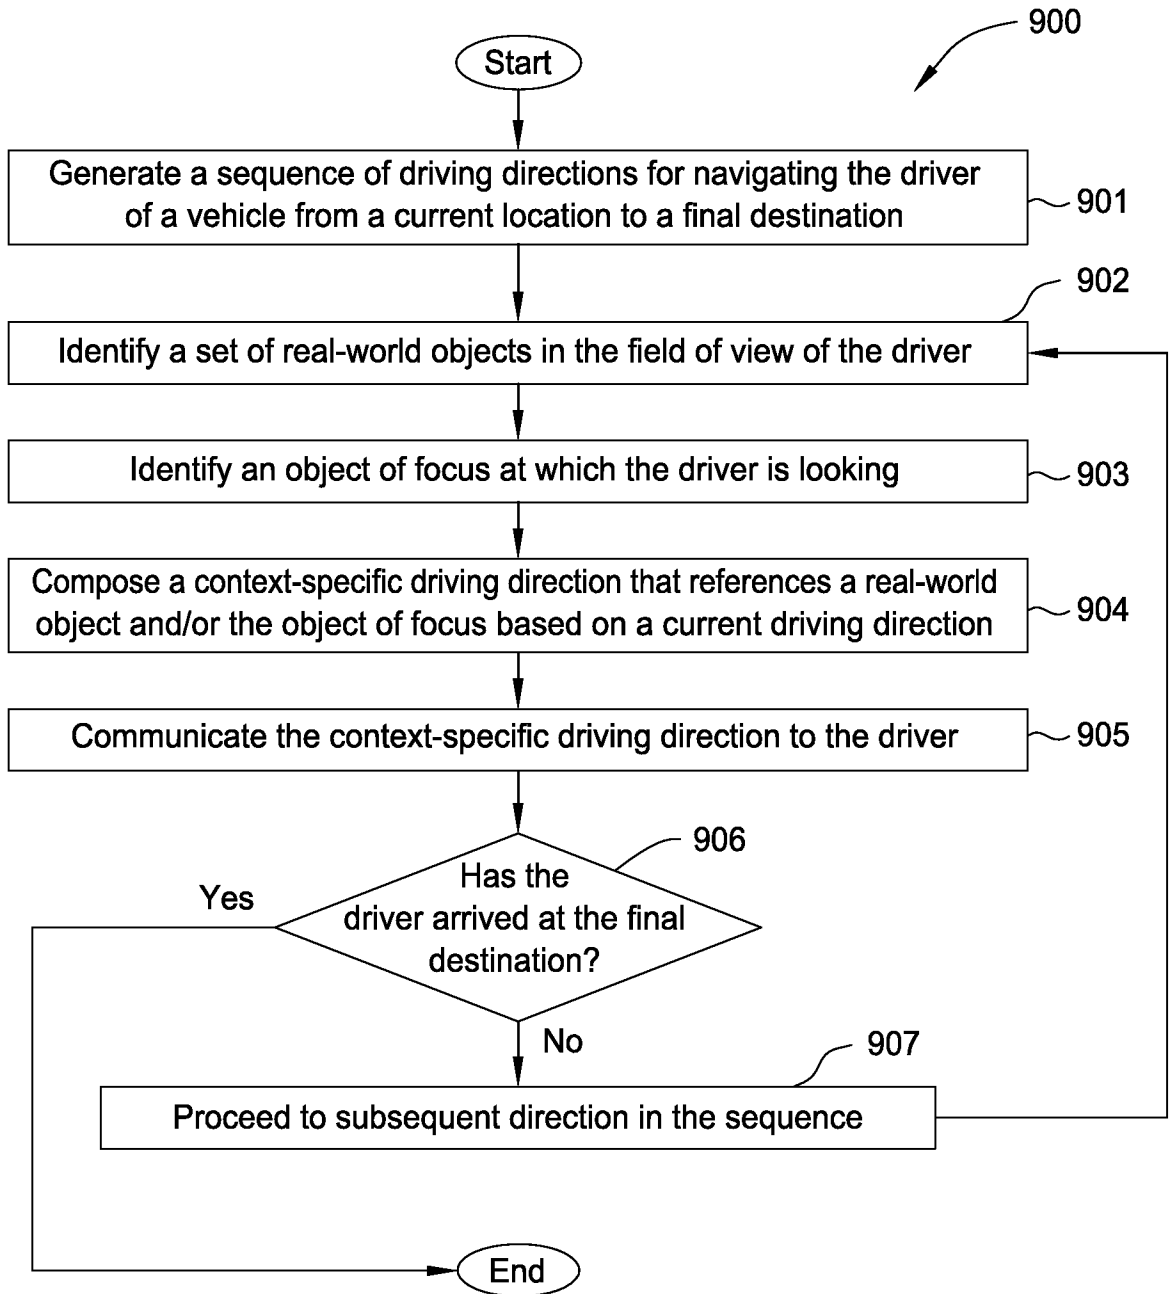 900
Start
Generate a sequence of driving directions for navigating the driver
of a vehicle from a current location to a final destination
901
902
Identify a set of real-world objects in the field of view of the driver
Identify an object of focus at which the driver is looking
903
Compose a context-specific driving direction that references a real-world
object and/or the object of focus based on a current driving direction
904
Communicate the context-specific driving direction to the driver
905
906
Has the
driver arrived at the final
destination?
Yes
No
907
Proceed to subsequent direction in the sequence
End